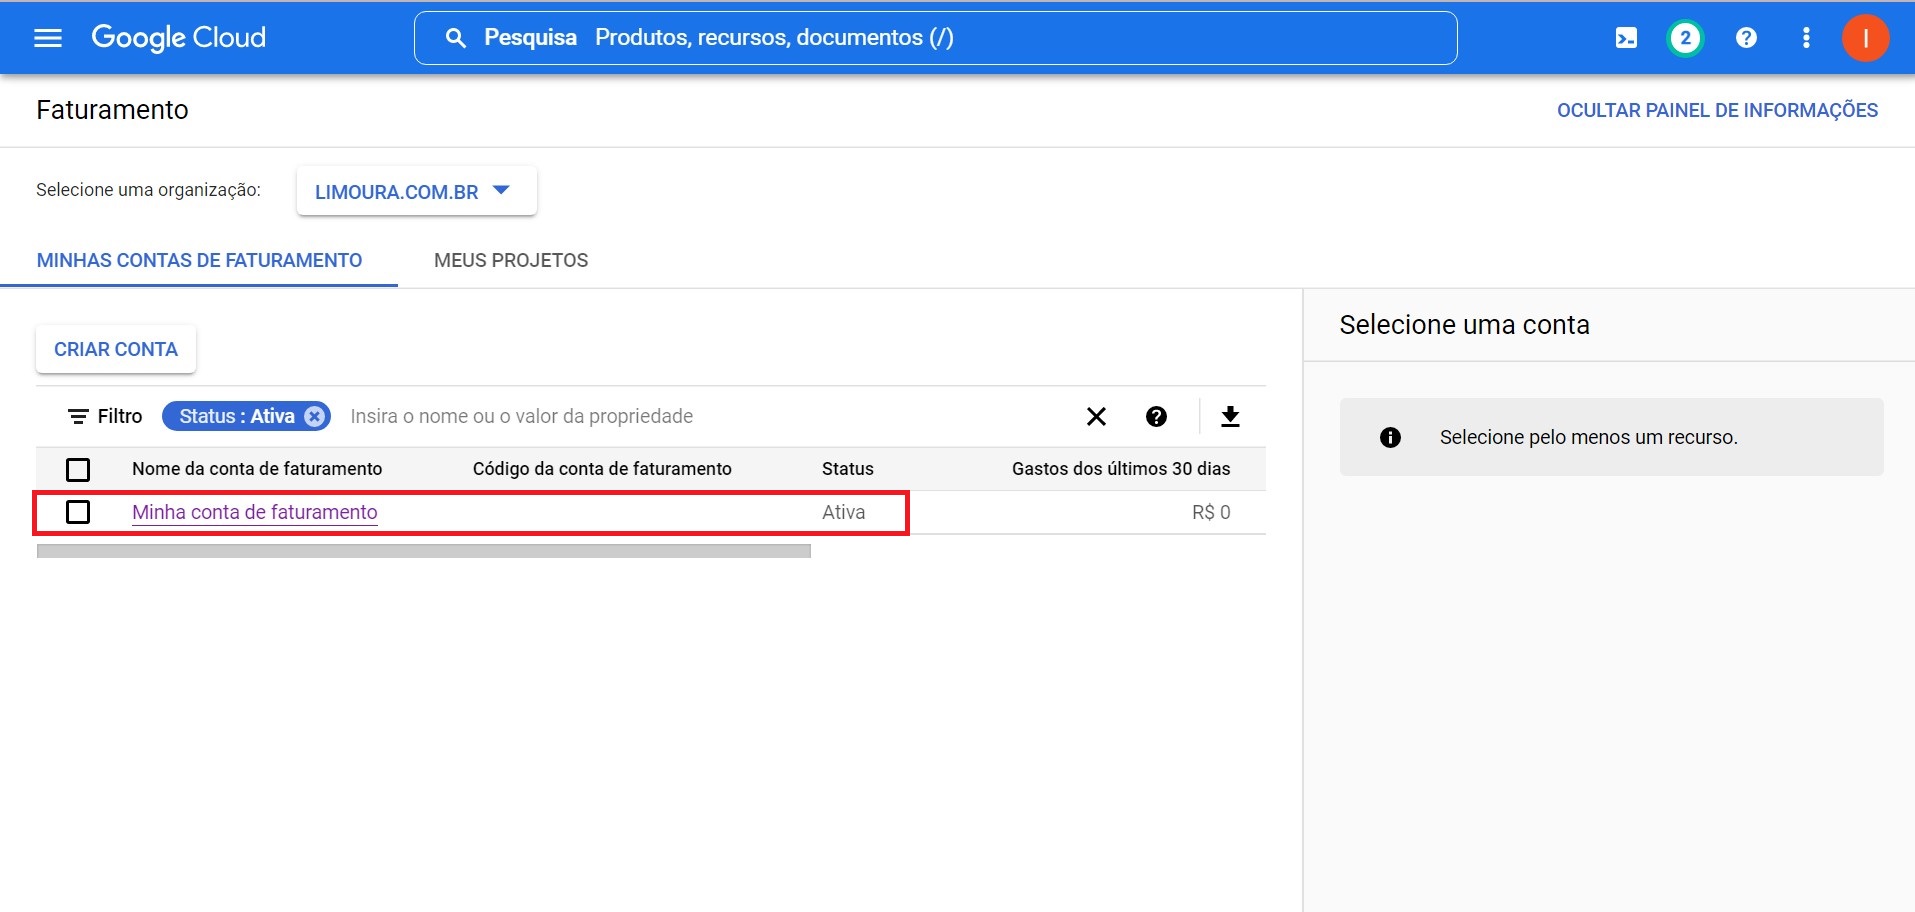 Google Cloud
Pesquisa Produtos, recursos, documentos (/)
2
I
Faturamento
OCULTAR PAINEL DE INFORMAÇÕES
Selecione uma organização:
LIMOURA.COM.BR
MINHAS CONTAS DE FATURAMENTO
MEUS PROJETOS
CRIAR CONTA
Selecione uma conta
Filtro
Status : Ativa
Insira o nome ou o valor da propriedade
Selecione pelo menos um recurso.
Nome da conta de faturamento
Código da conta de faturamento
Status
Gastos dos últimos 30 dias
Minha conta de faturamento
Ativa
R$ 0